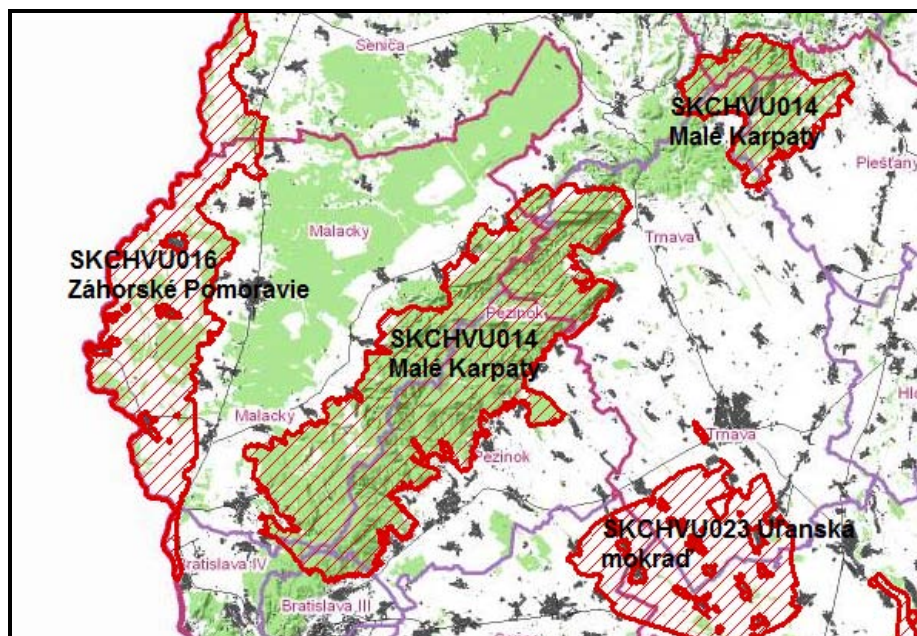 Senica
SKCHVU014
Malé Karpaty
Piešťany
Malacky
Trnava
SKCHVU016
Záhorské Pomoravie
Pezinok
SKCHVU014
Malé Karpaty
Malacky
Trnava
Pezinok
SKCHVU023 Úľanská
mokraď
Bratislava IV
Bratislava III